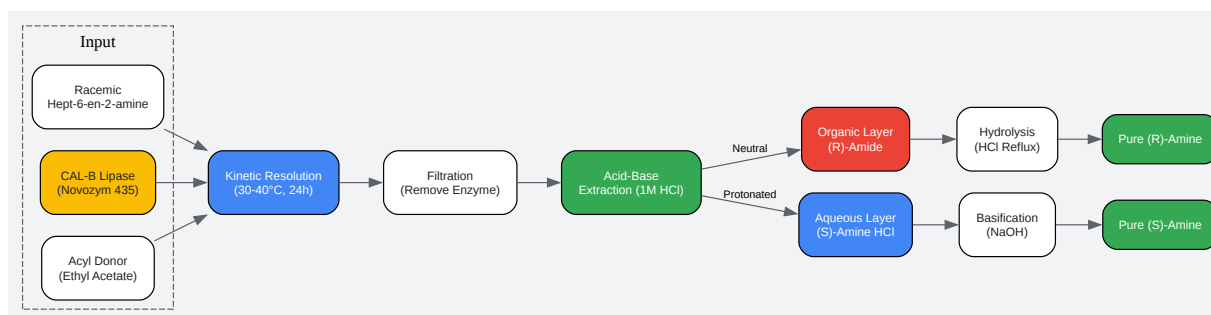 Input
Racemic
Hept-6-en-2-amine
CAL-B Lipase
(Novozym 435)
Acyl Donor
(Ethyl Acetate)
Kinetic Resolution
(30-40°C, 24h)
Filtration
(Remove Enzyme)
Acid-Base
Extraction (1M HCl)
Neutral
Protonated
Organic Layer
(R)-Amide
Hydrolysis
(HCl Reflux)
Pure (R)-Amine
Aqueous Layer
(S)-Amine HCl
Basification
(NaOH)
Pure (S)-Amine